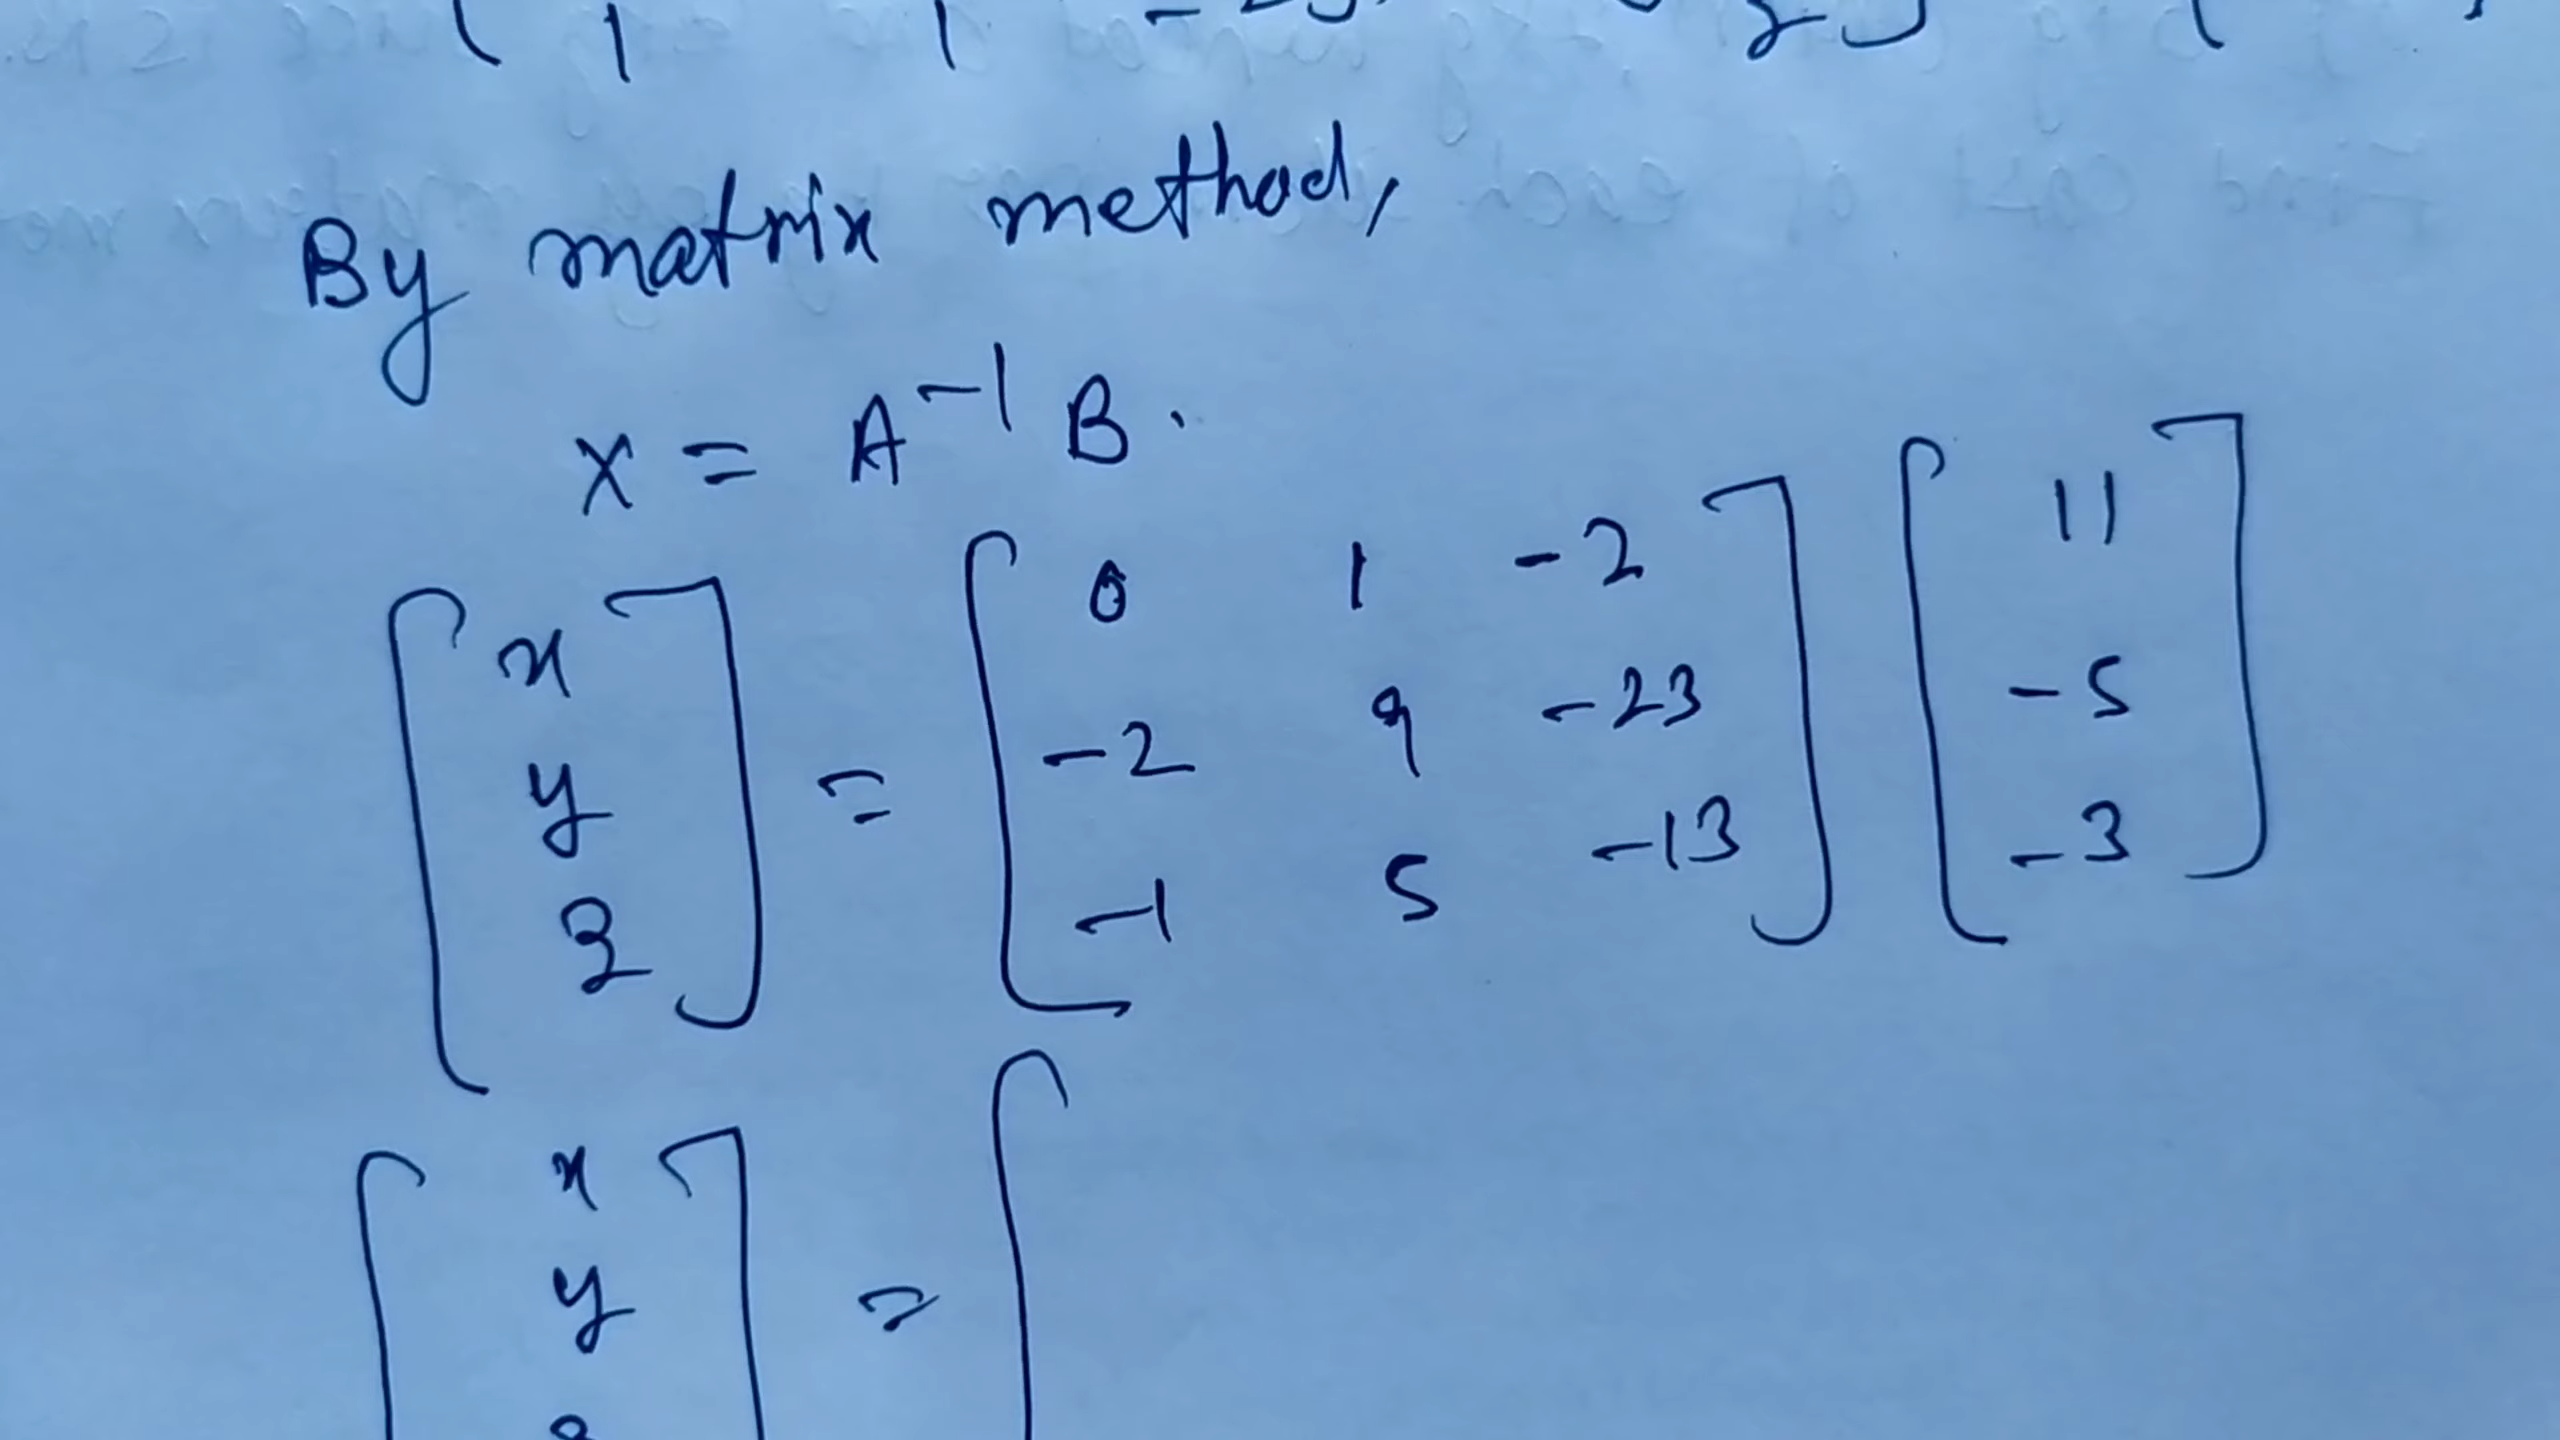 By matrix method,
X = A⁻¹ B.
[x y z] = [0 1 -2
-2 9 -23
-1 5 -13] [11
-5
-3]
[x
y
= [